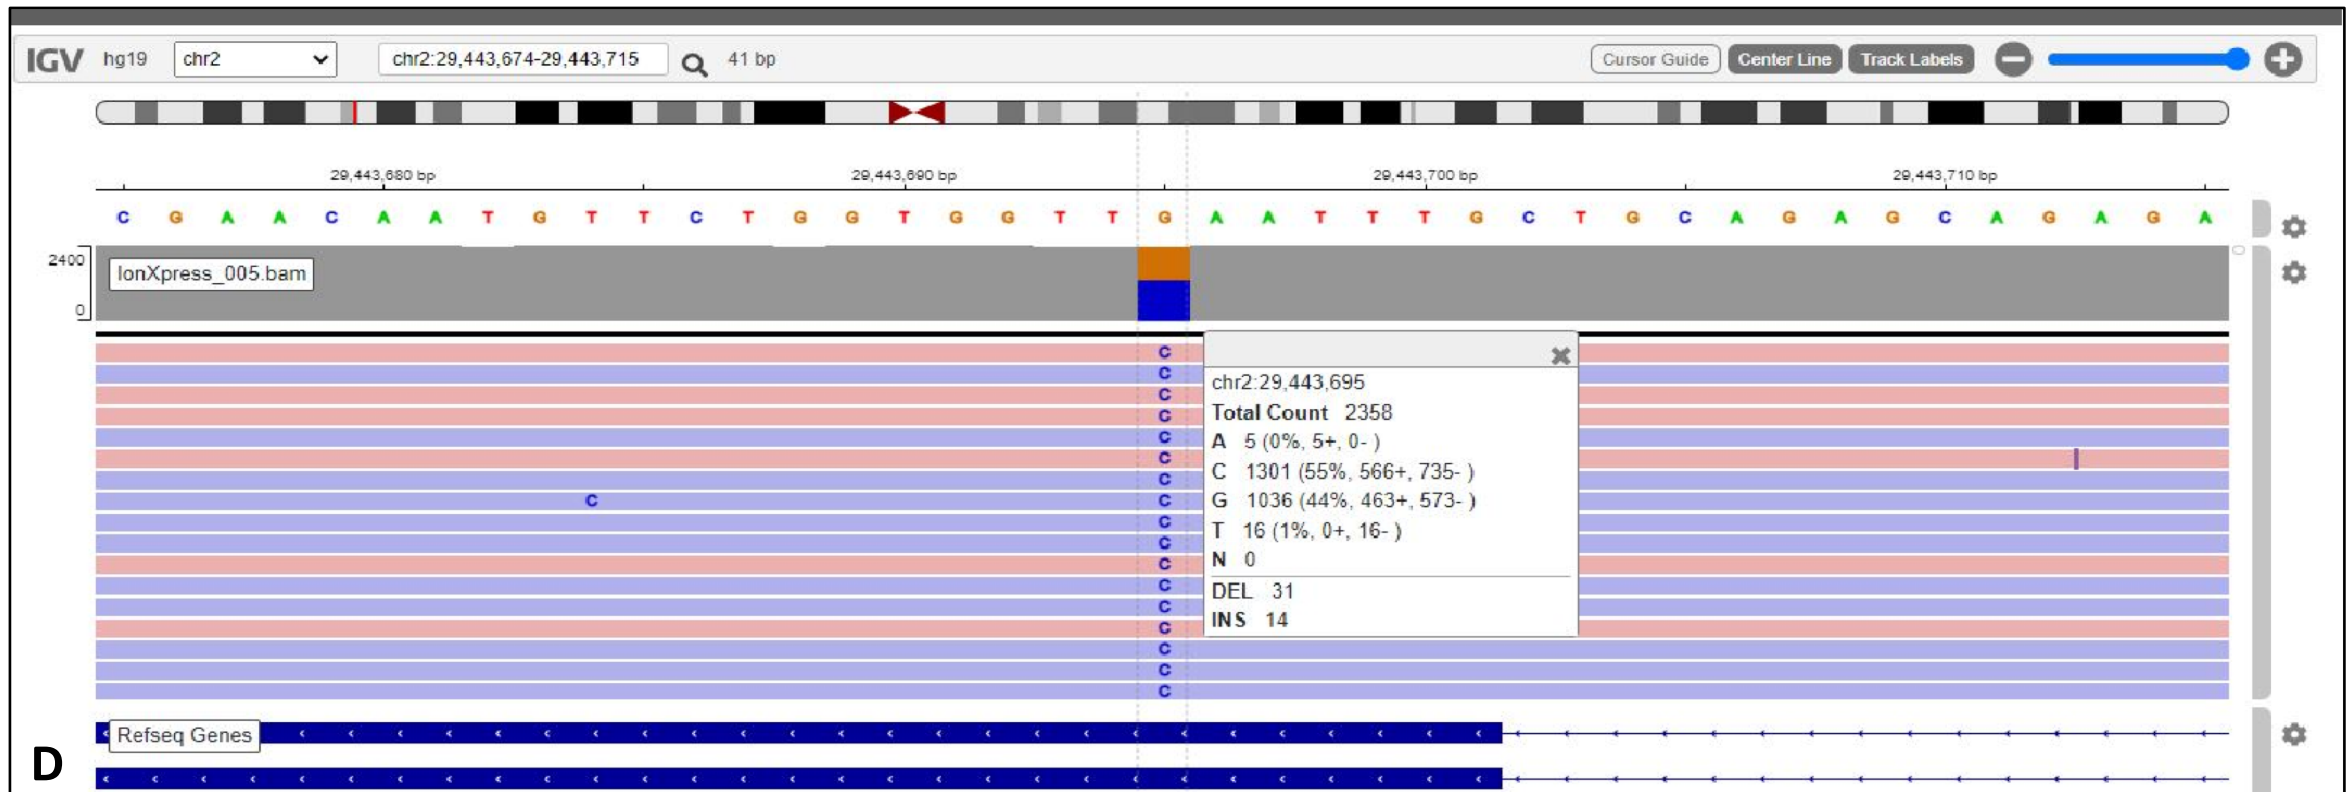 IGV hg19 chr2 chr2:29,443,674-29,443,715 41 bp Cursor Guide Center Line Track Labels
29,443,680 bp 29,443,690 bp 29,443,700 bp 29,443,710 bp
C G A A C A A T G T T C T G G T G G T T G A A T T T G C T G C A G A G C A G A G A
2400
IonXpress_005.bam
0
C
C
C
C
C
C
C
C C
C
C
C
C
C
C
C
C
C
chr2:29,443,695
Total Count 2358
A 5 (0%, 5+, 0- )
C 1301 (55%, 566+, 735- )
G 1036 (44%, 463+, 573- )
T 16 (1%, 0+, 16- )
N 0
DEL 31
INS 14
Refseq Genes
D